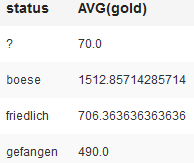 status AVG(gold)
? 70.0
boese 1512.85714285714
friedlich 706.363636363636
gefangen 490.0